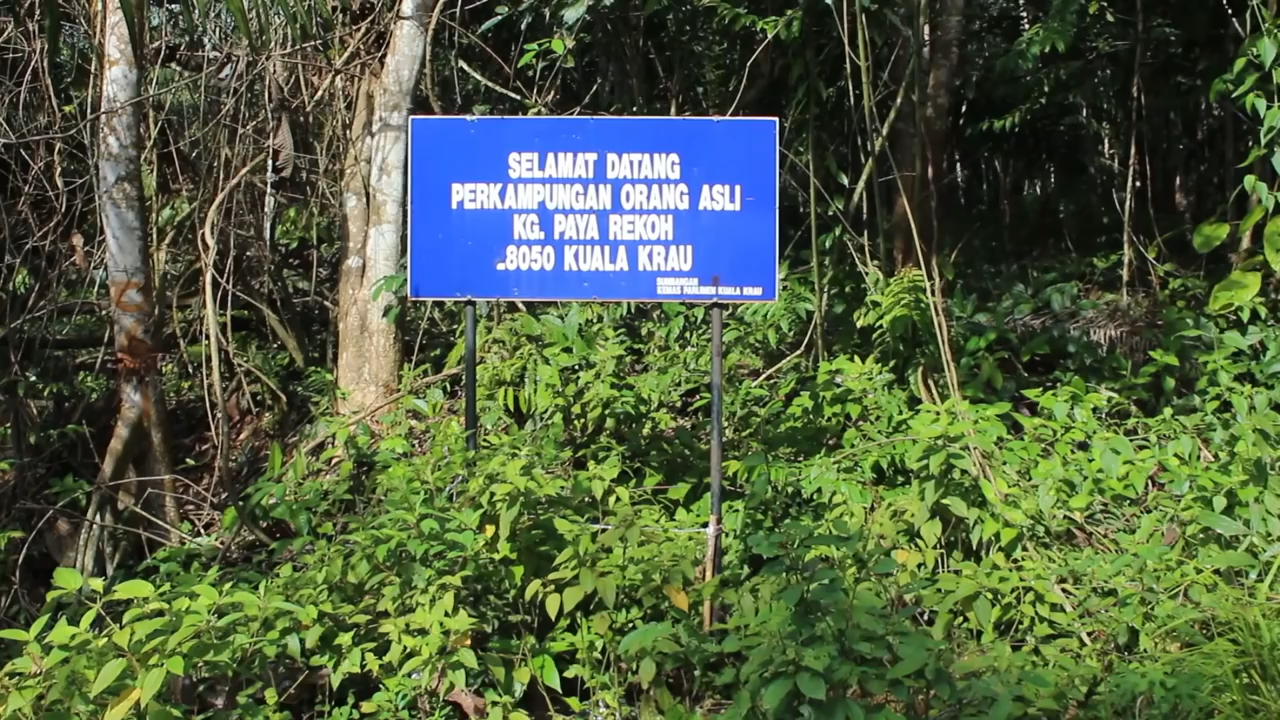 SELAMAT DATANG
PERKAMPUNGAN ORANG ASLI
KG. PAYA REKOH
8050 KUALA KRAU
SUMBANGAN
KEMAS PARLIMEN KUALA KRAU